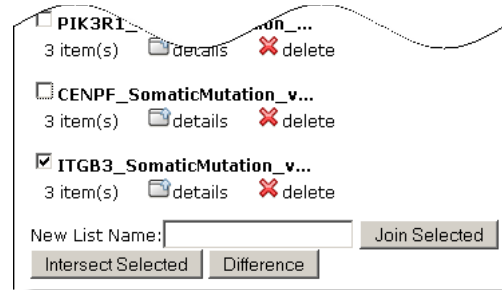 PIK3R1_ on_...
3 item(s) details delete
CENPF_SomaticMutation_v...
3 item(s) details delete
ITGB3_SomaticMutation_v...
3 item(s) details delete
New List Name: Join Selected
Intersect Selected Difference